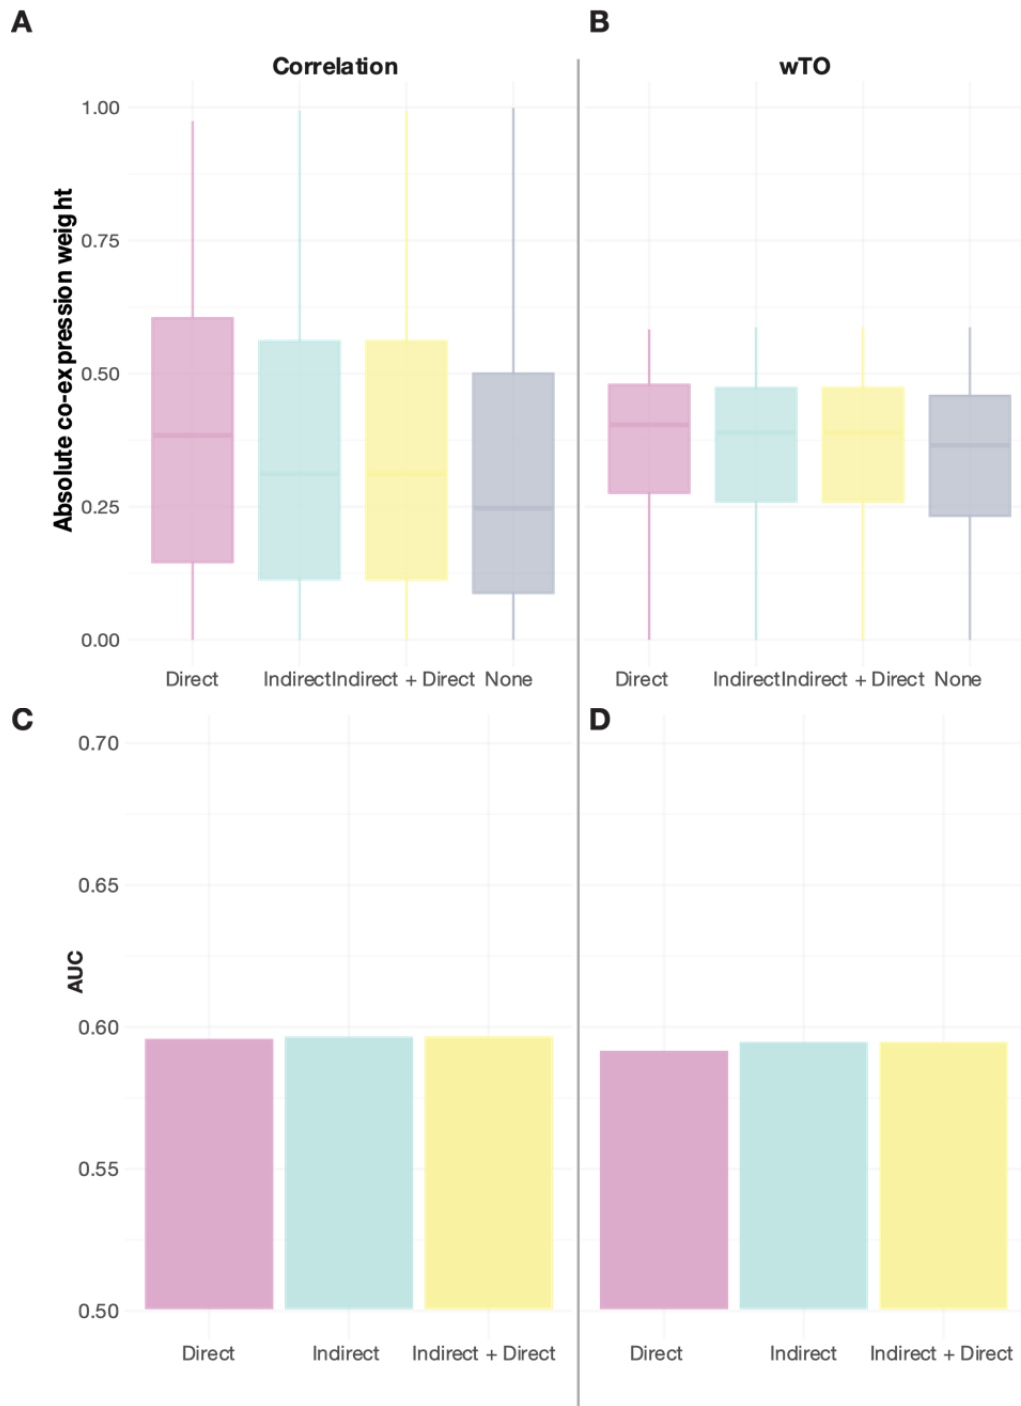 A
B
Correlation
wTO
Absolute co-expression weight
1.00
0.75
0.50
0.25
0.00
Direct Indirect Indirect + Direct None
Direct Indirect Indirect + Direct None
C
D
AUC
0.70
0.65
0.60
0.55
0.50
Direct Indirect Indirect + Direct
Direct Indirect Indirect + Direct